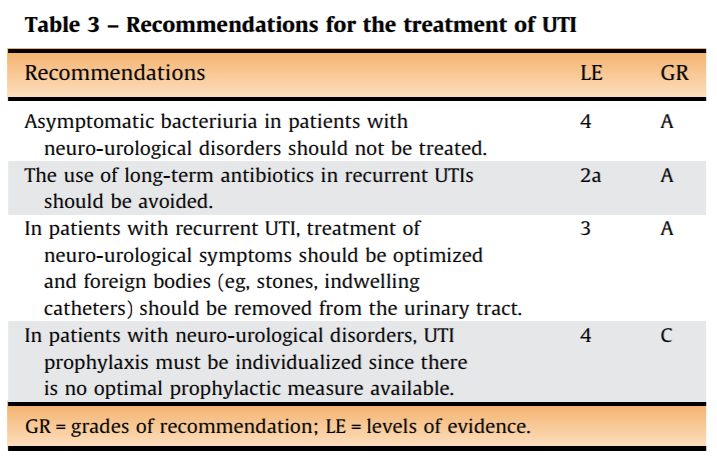 Table 3 – Recommendations for the treatment of UTI
Recommendations LE GR
Asymptomatic bacteriuria in patients with 4 A
neuro-urological disorders should not be treated.
The use of long-term antibiotics in recurrent UTIs 2a A
should be avoided.
In patients with recurrent UTI, treatment of 3 A
neuro-urological symptoms should be optimized
and foreign bodies (eg, stones, indwelling
catheters) should be removed from the urinary tract.
In patients with neuro-urological disorders, UTI 4 C
prophylaxis must be individualized since there
is no optimal prophylactic measure available.
GR = grades of recommendation; LE = levels of evidence.